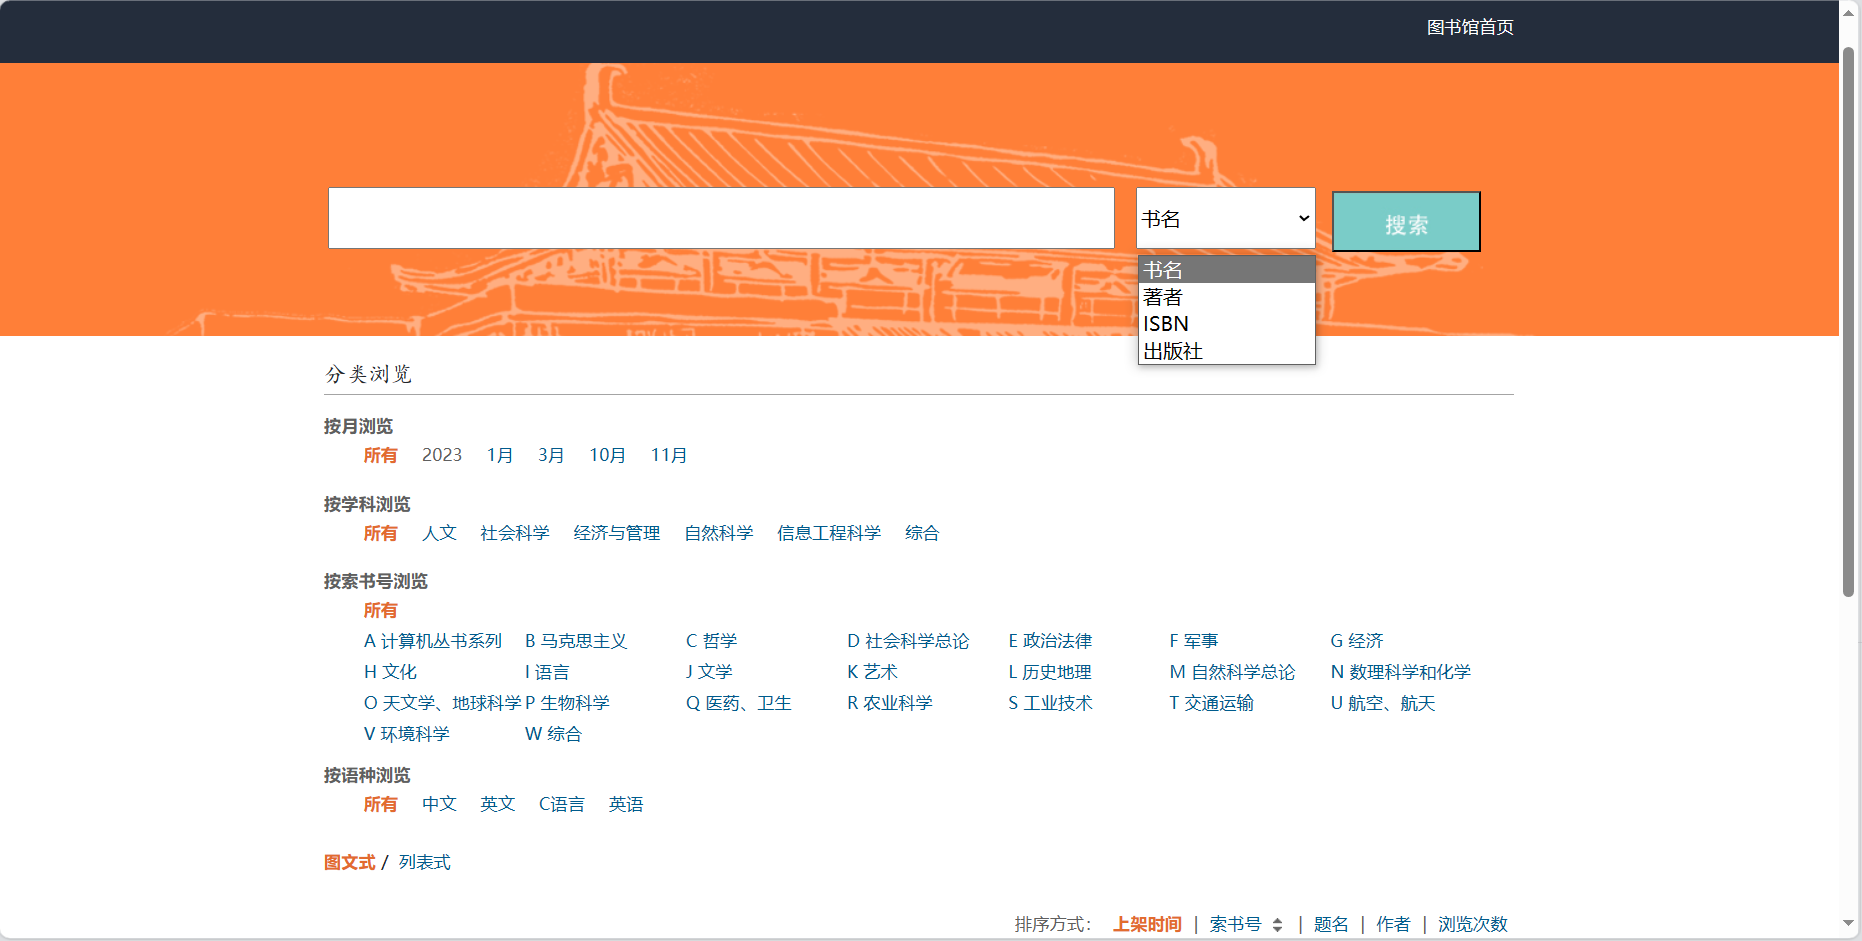 图书馆首页
书名 搜索
书名
著者
ISBN
出版社
分类浏览
按月浏览
所有 2023 1月 3月 10月 11月
按学科浏览
所有 人文 社会科学 经济与管理 自然科学 信息工程科学 综合
按索书号浏览
所有
A 计算机丛书系列 B 马克思主义 C 哲学 D 社会科学总论 E 政治法律 F 军事 G 经济
H 文化 I 语言 J 文学 K 艺术 L 历史地理 M 自然科学总论 N 数理科学和化学
O 天文学、地球科学 P 生物科学 Q 医药、卫生 R 农业科学 S 工业技术 T 交通运输 U 航空、航天
V 环境科学 W 综合
按语种浏览
所有 中文 英文 C语言 英语
图文式 / 列表式
排序方式： 上架时间 | 索书号 | 题名 | 作者 | 浏览次数